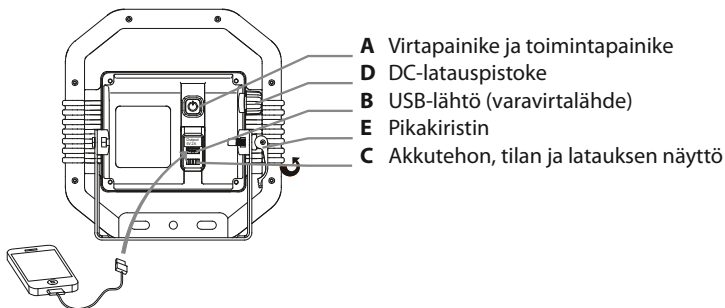 A Virtapainike ja toimintapainike
D DC-latauspistoke
B USB-lähtö (varavirtalähde)
E Pikakiristin
C Akkutehon, tilan ja latauksen näyttö